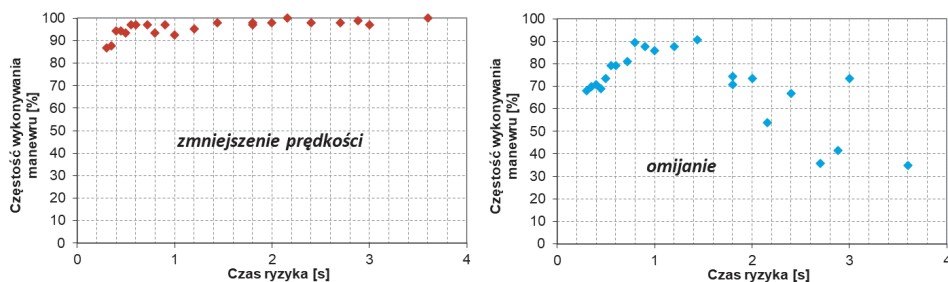 Częstość wykonywania
manewru [%]
100
90
80
70
60
50
40
30
20
10
0
zmniejszenie prędkości
0 1 2 3 4
Czas ryzyka [s]
Częstość wykonywania
manewru [%]
100
90
80
70
60
50
40
30
20
10
0
omijanie
0 1 2 3 4
Czas ryzyka [s]